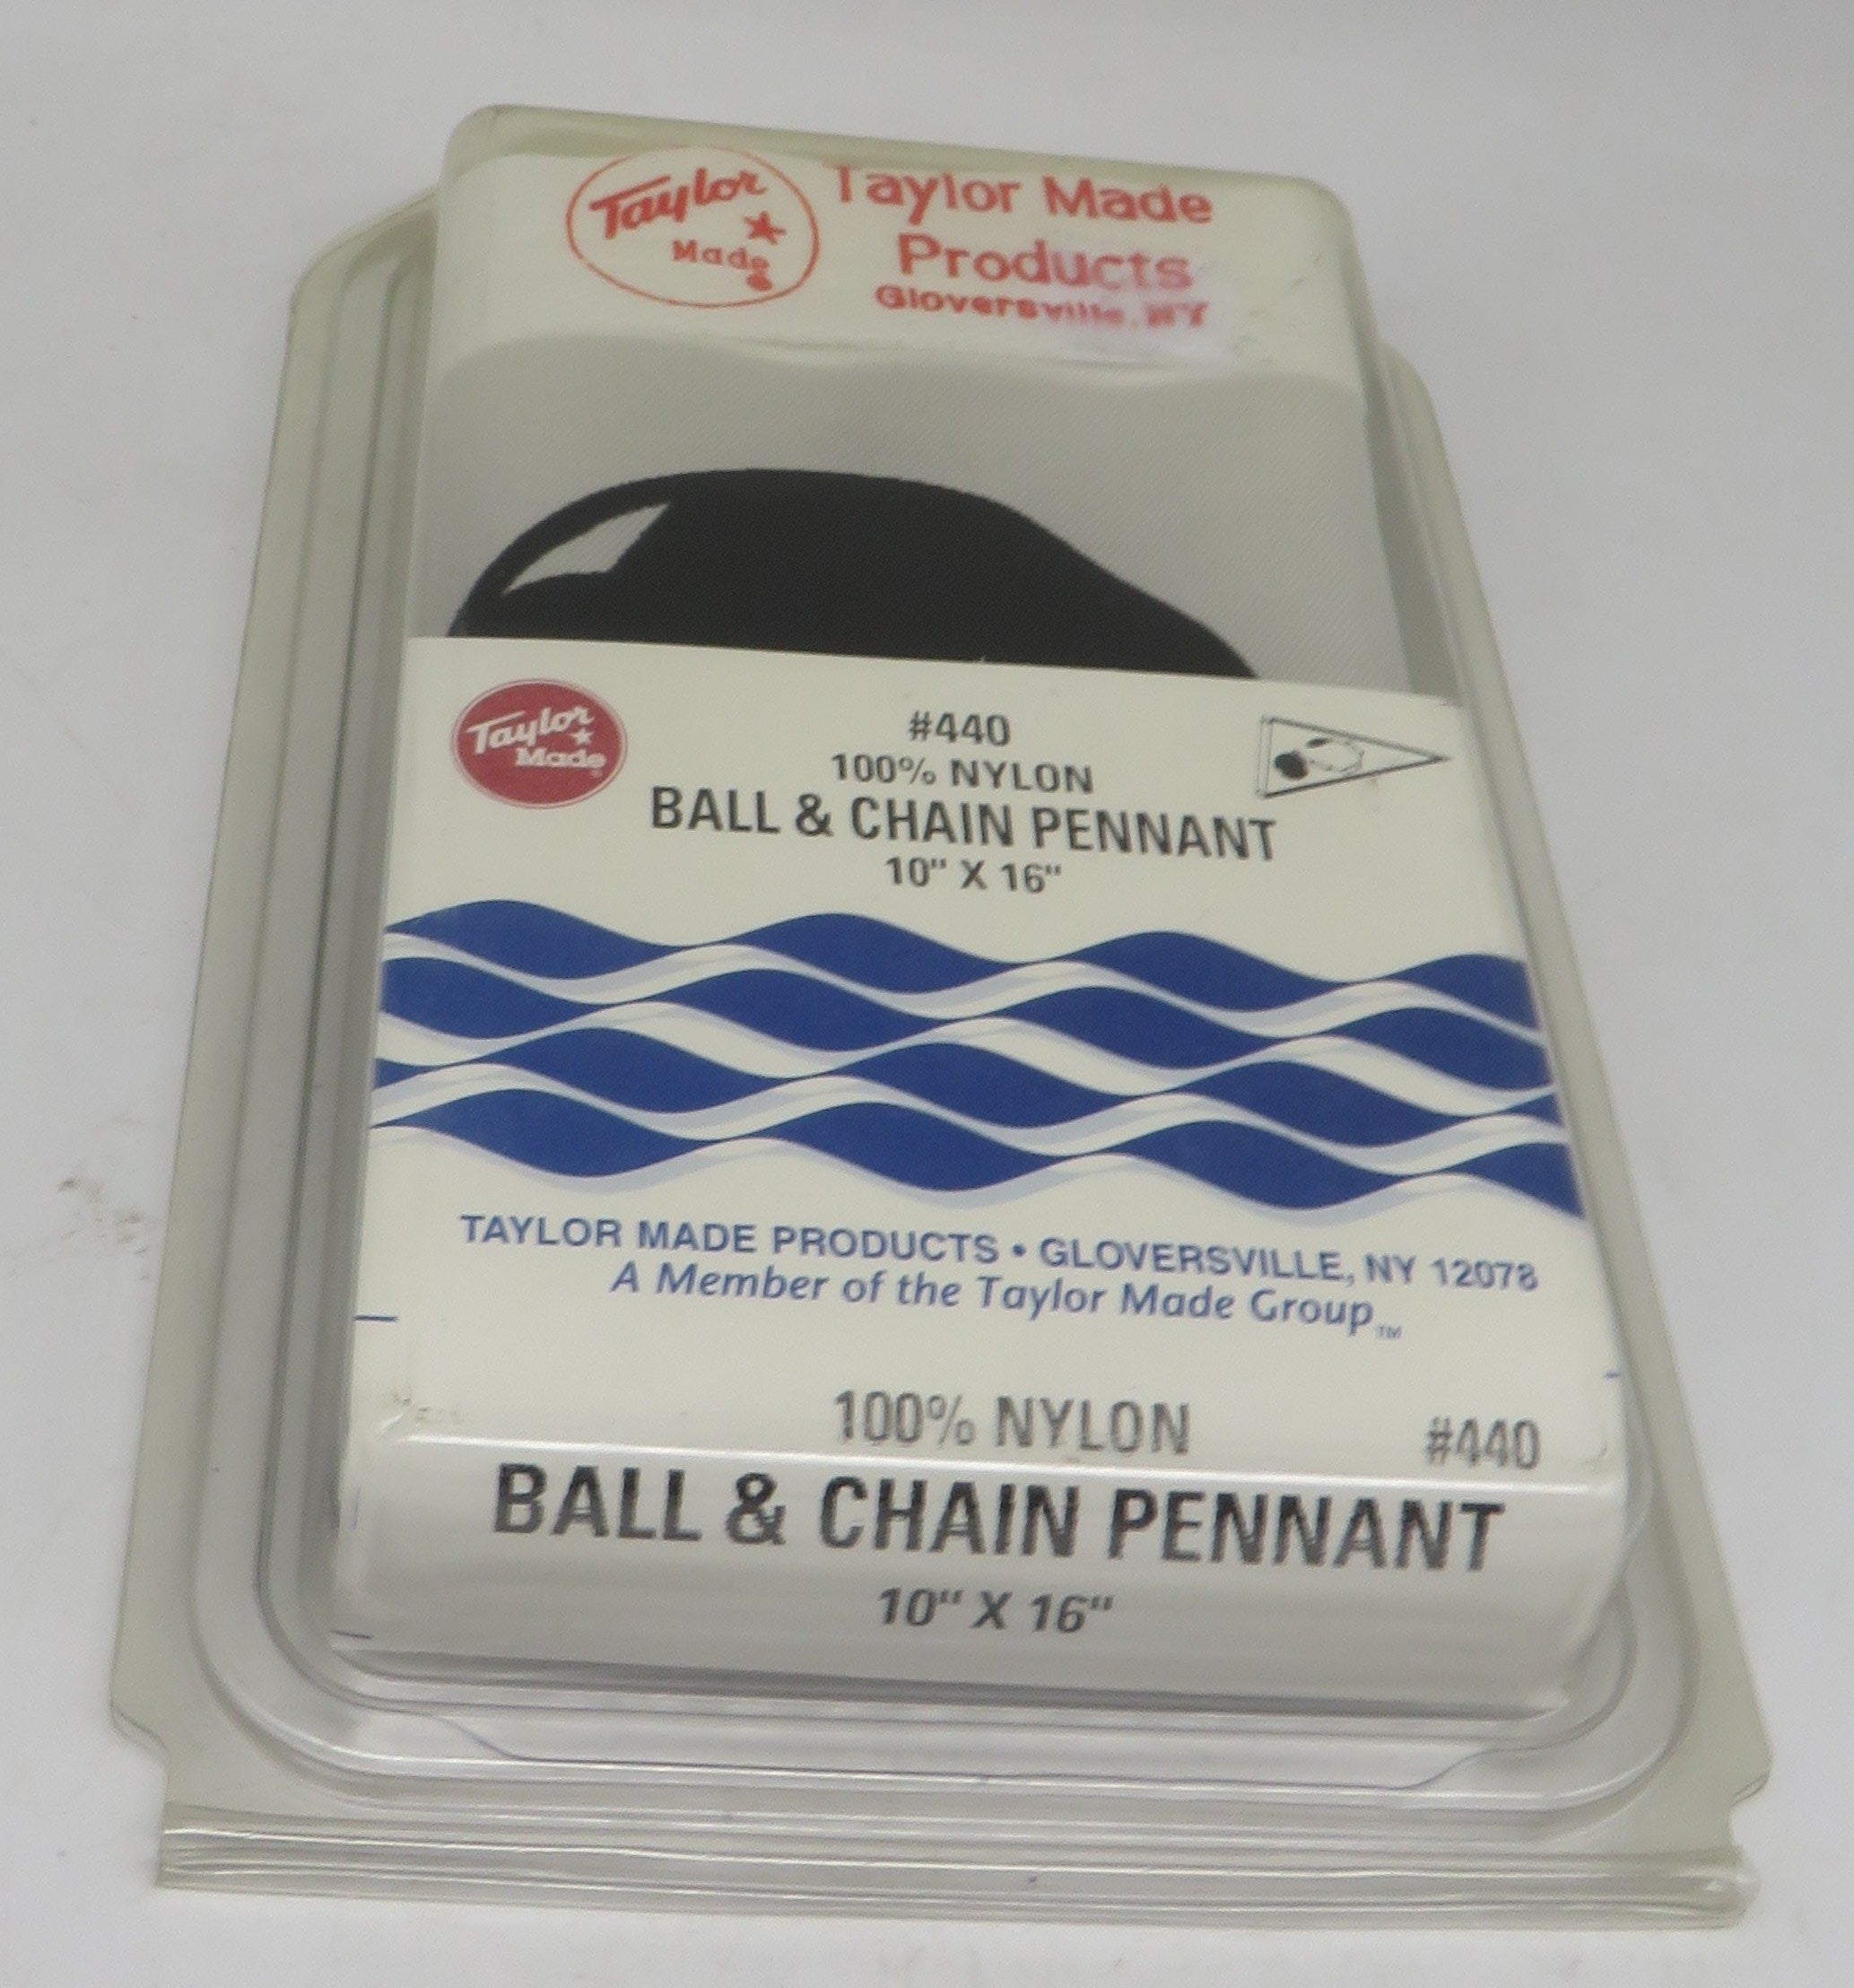 Taylor
Made
Taylor Made
Products
Gloversville, NY
Taylor
Made
#440
100% NYLON
BALL & CHAIN PENNANT
10" X 16"
TAYLOR MADE PRODUCTS • GLOVERSVILLE, NY 12078
A Member of the Taylor Made Group™
100% NYLON
#440
BALL & CHAIN PENNANT
10" X 16"